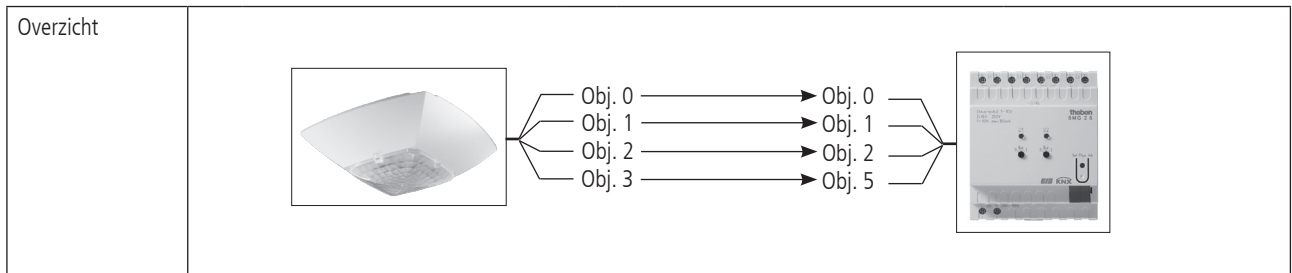 Overzicht
Obj. 0 Obj. 0
Obj. 1 Obj. 1
Obj. 2 Obj. 2
Obj. 3 Obj. 5
Theben
KNX